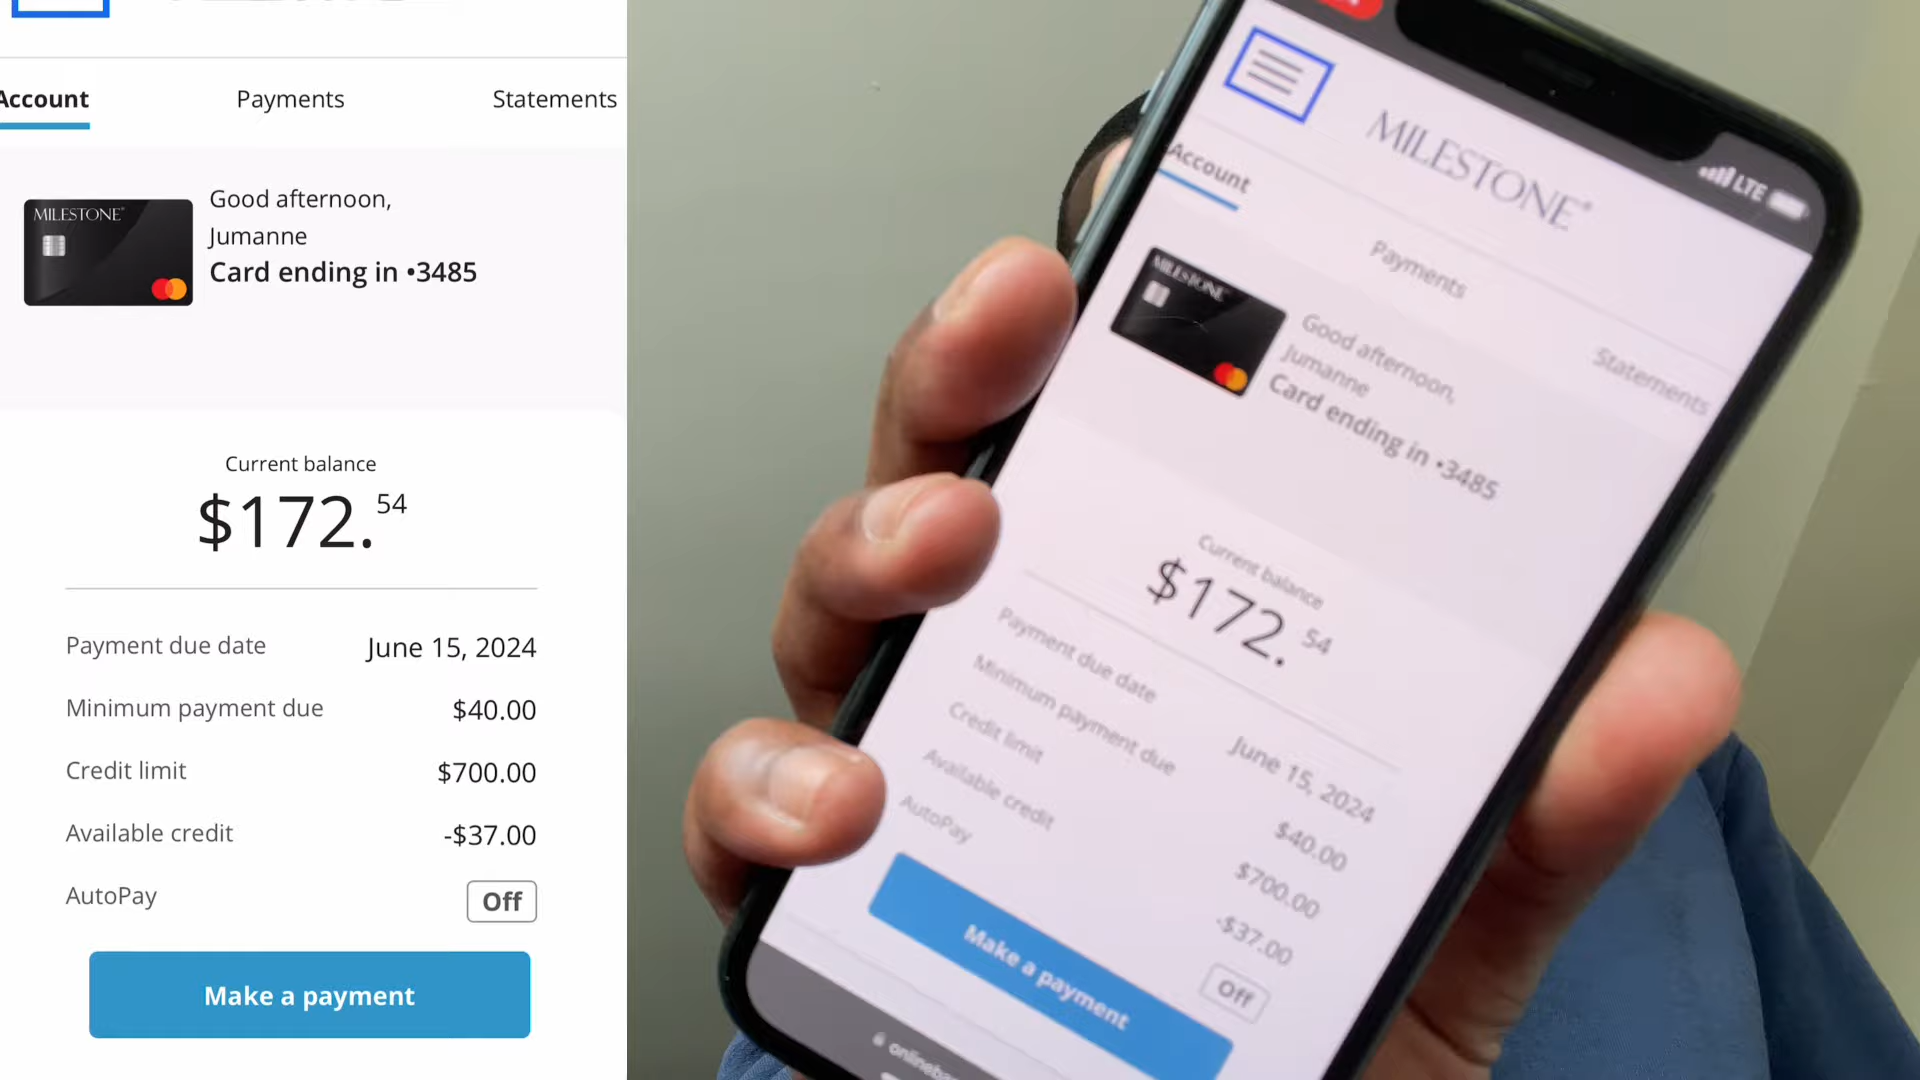 Account Payments Statements
MILESTONE
Good afternoon,
Jumanne
Card ending in •3485
Current balance
$172.54
Payment due date June 15, 2024
Minimum payment due $40.00
Credit limit $700.00
Available credit -$37.00
AutoPay Off
Make a payment
LTE
MILESTONE®
Account
Payments
Statements
MILESTONE
Good afternoon,
Jumanne
Card ending in •3485
Current balance
$172.54
Payment due date June 15, 2024
Minimum payment due $40.00
Credit limit $700.00
Available credit -$37.00
AutoPay Off
Make a payment